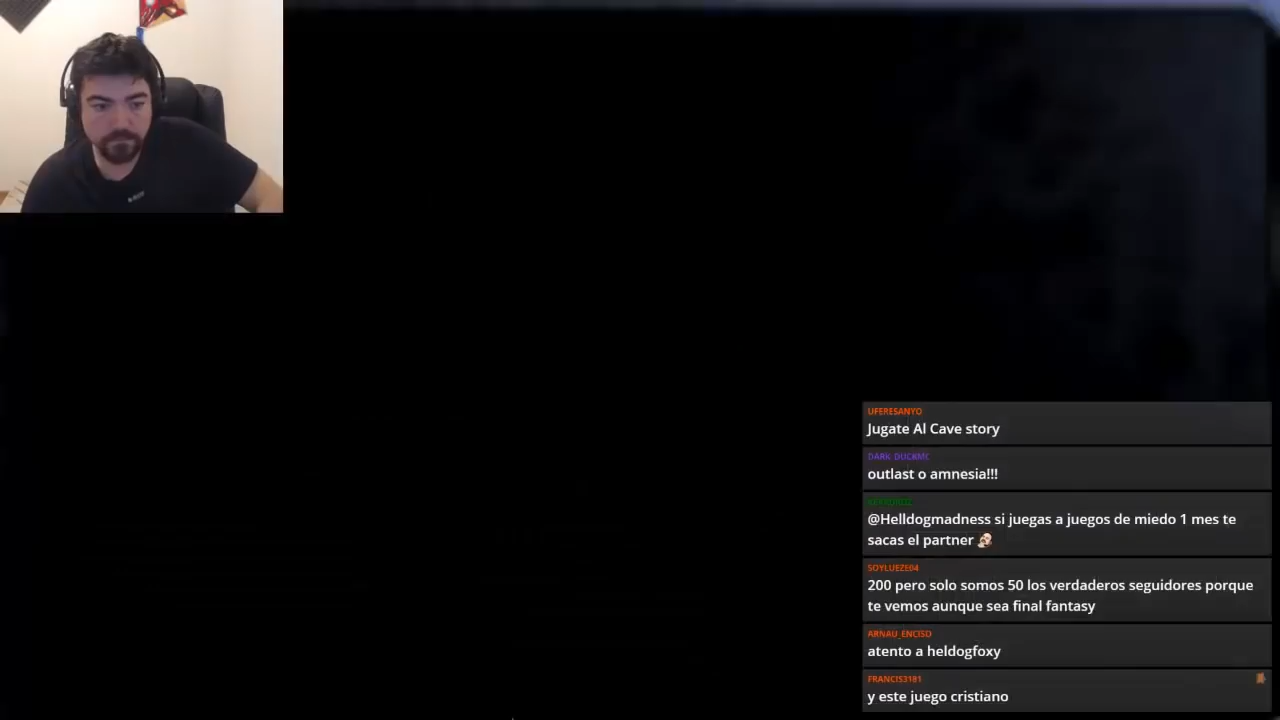 UFERESANYO
Jugate Al Cave story
DARK_DUCKMC
outlast o amnesia!!!
@Helldogmadness si juegas a juegos de miedo 1 mes te
sacas el partner
SOYLUEZE04
200 pero solo somos 50 los verdaderos seguidores porque
te vemos aunque sea final fantasy
ARNAU_ENCISO
atento a heldogfoxy
FRANCIS3181
y este juego cristiano